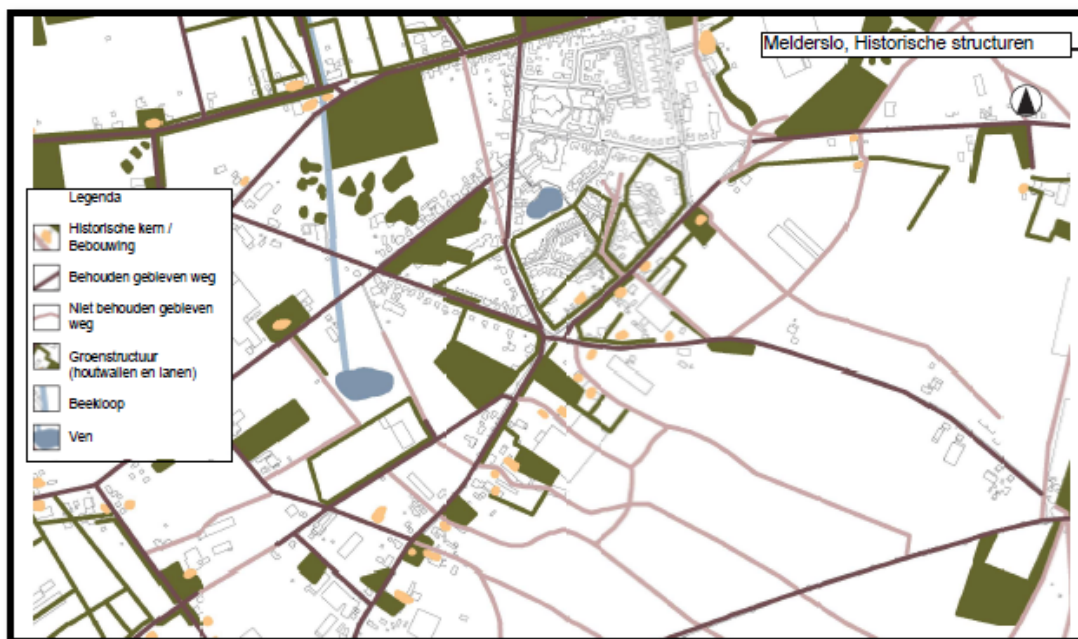 Melderslo, Historische structuren
Legenda
Historische kern /
Bebouwing
Behouden gebleven weg
Niet behouden gebleven
weg
Groenstructuur
(houtwallen en lanen)
Beekloop
Ven